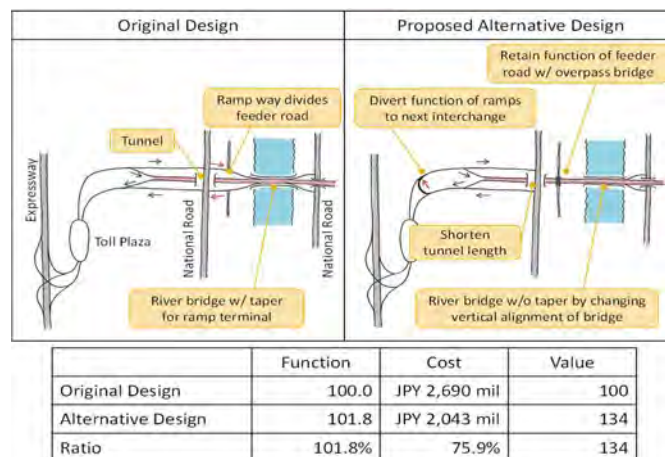 Original Design
Proposed Alternative Design
Ramp way divides
feeder road
Tunnel
Expressway
Toll Plaza
National Road
National Road
River bridge w/ taper
for ramp terminal
Retain function of feeder
road w/ overpass bridge
Divert function of ramps
to next interchange
Shorten
tunnel length
River bridge w/o taper by changing
vertical alignment of bridge
Function Cost Value
Original Design 100.0 JPY 2,690 mil 100
Alternative Design 101.8 JPY 2,043 mil 134
Ratio 101.8% 75.9% 134